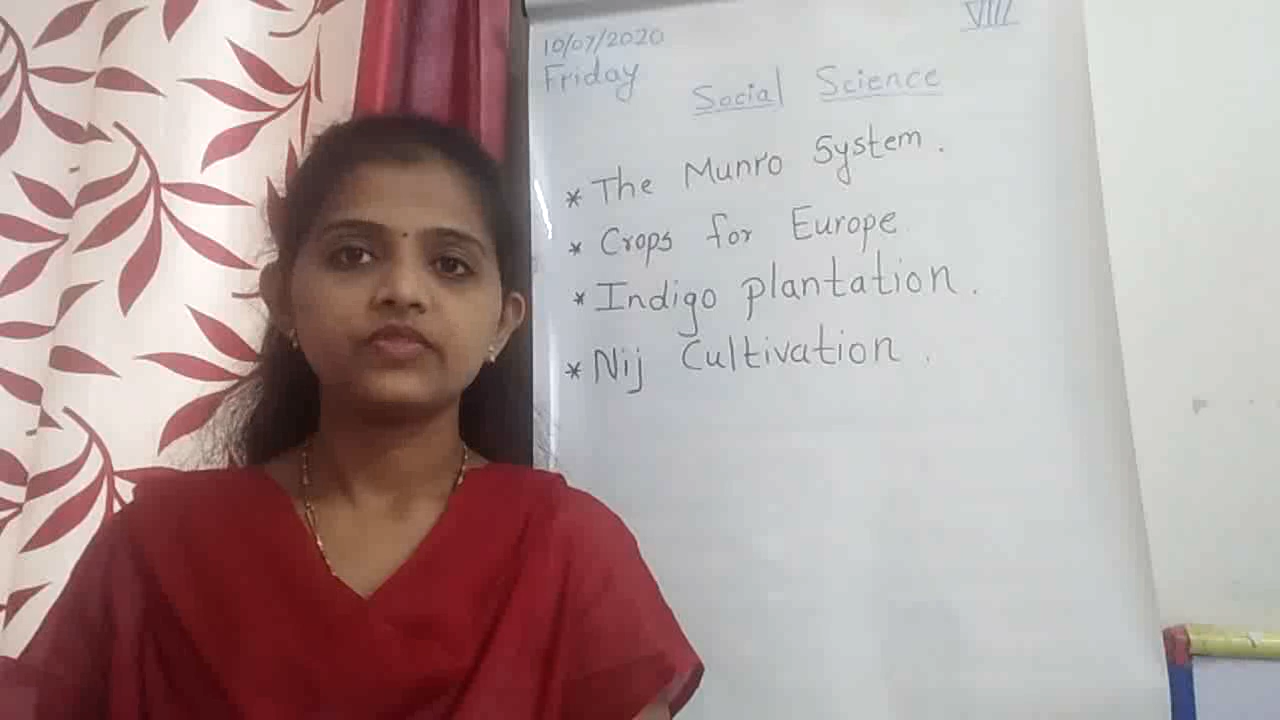 VIII
10/07/2020
Friday
Social Science
* The Munro System.
* Crops for Europe
* Indigo plantation.
* Nij Cultivation.